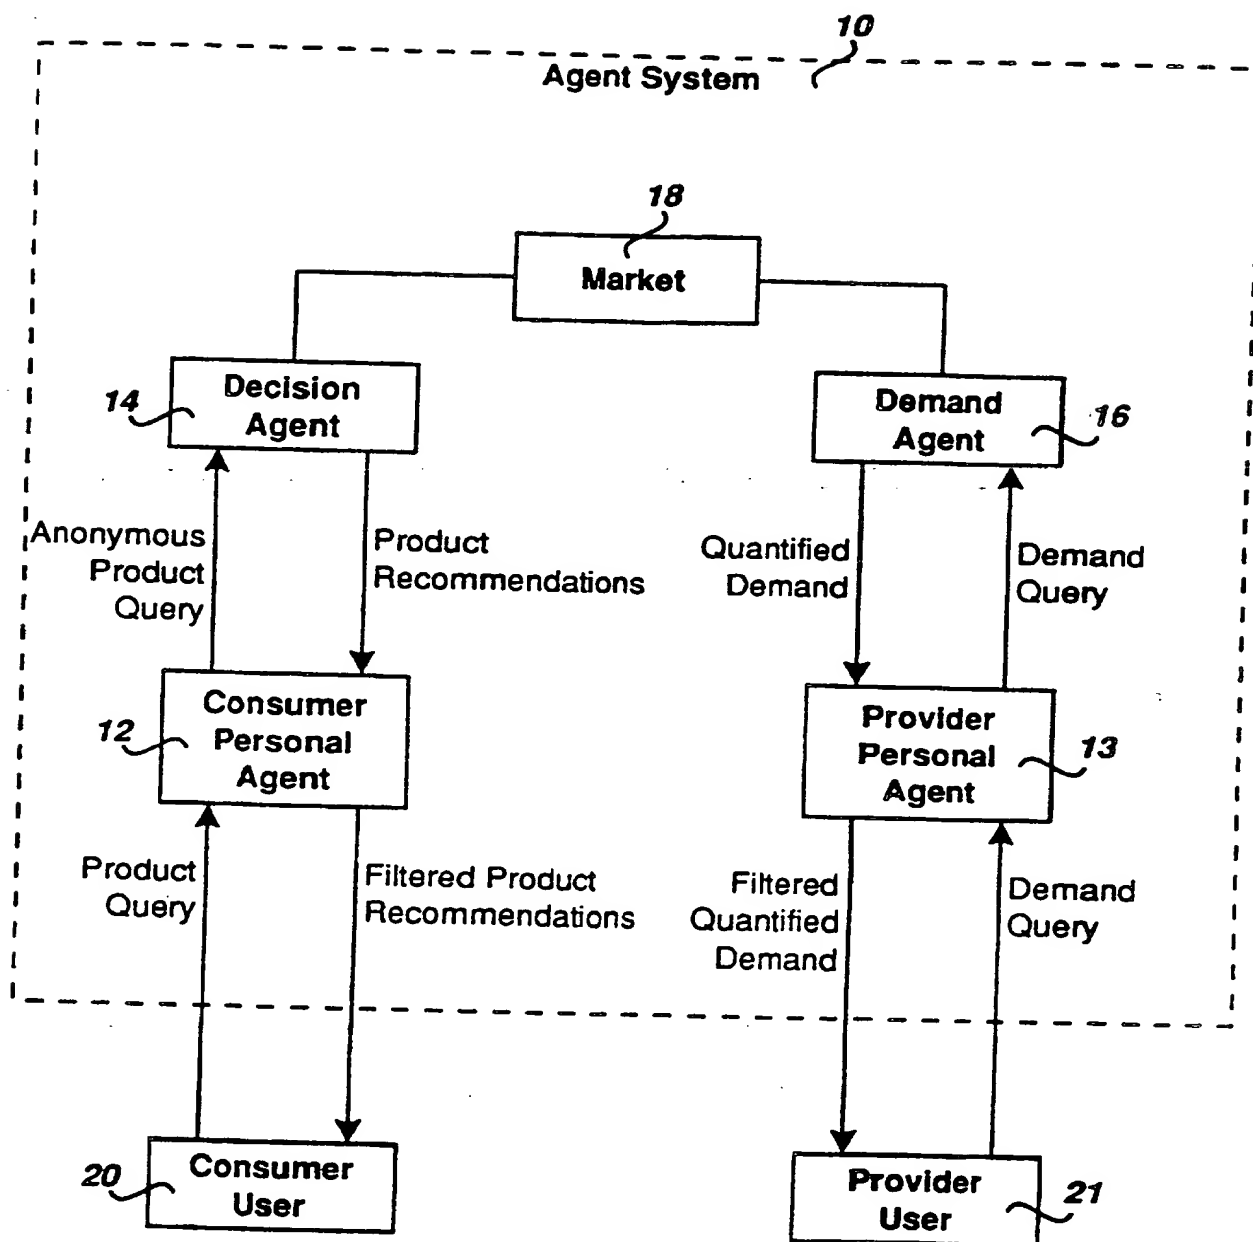 10
Agent System
18
Market
14
Decision
Agent
Demand
Agent
16
Anonymous
Product
Query
Product
Recommendations
Quantified
Demand
Demand
Query
12
Consumer
Personal
Agent
Provider
Personal
Agent
13
Product
Query
Filtered Product
Recommendations
Filtered
Quantified
Demand
Demand
Query
20
Consumer
User
Provider
User
21